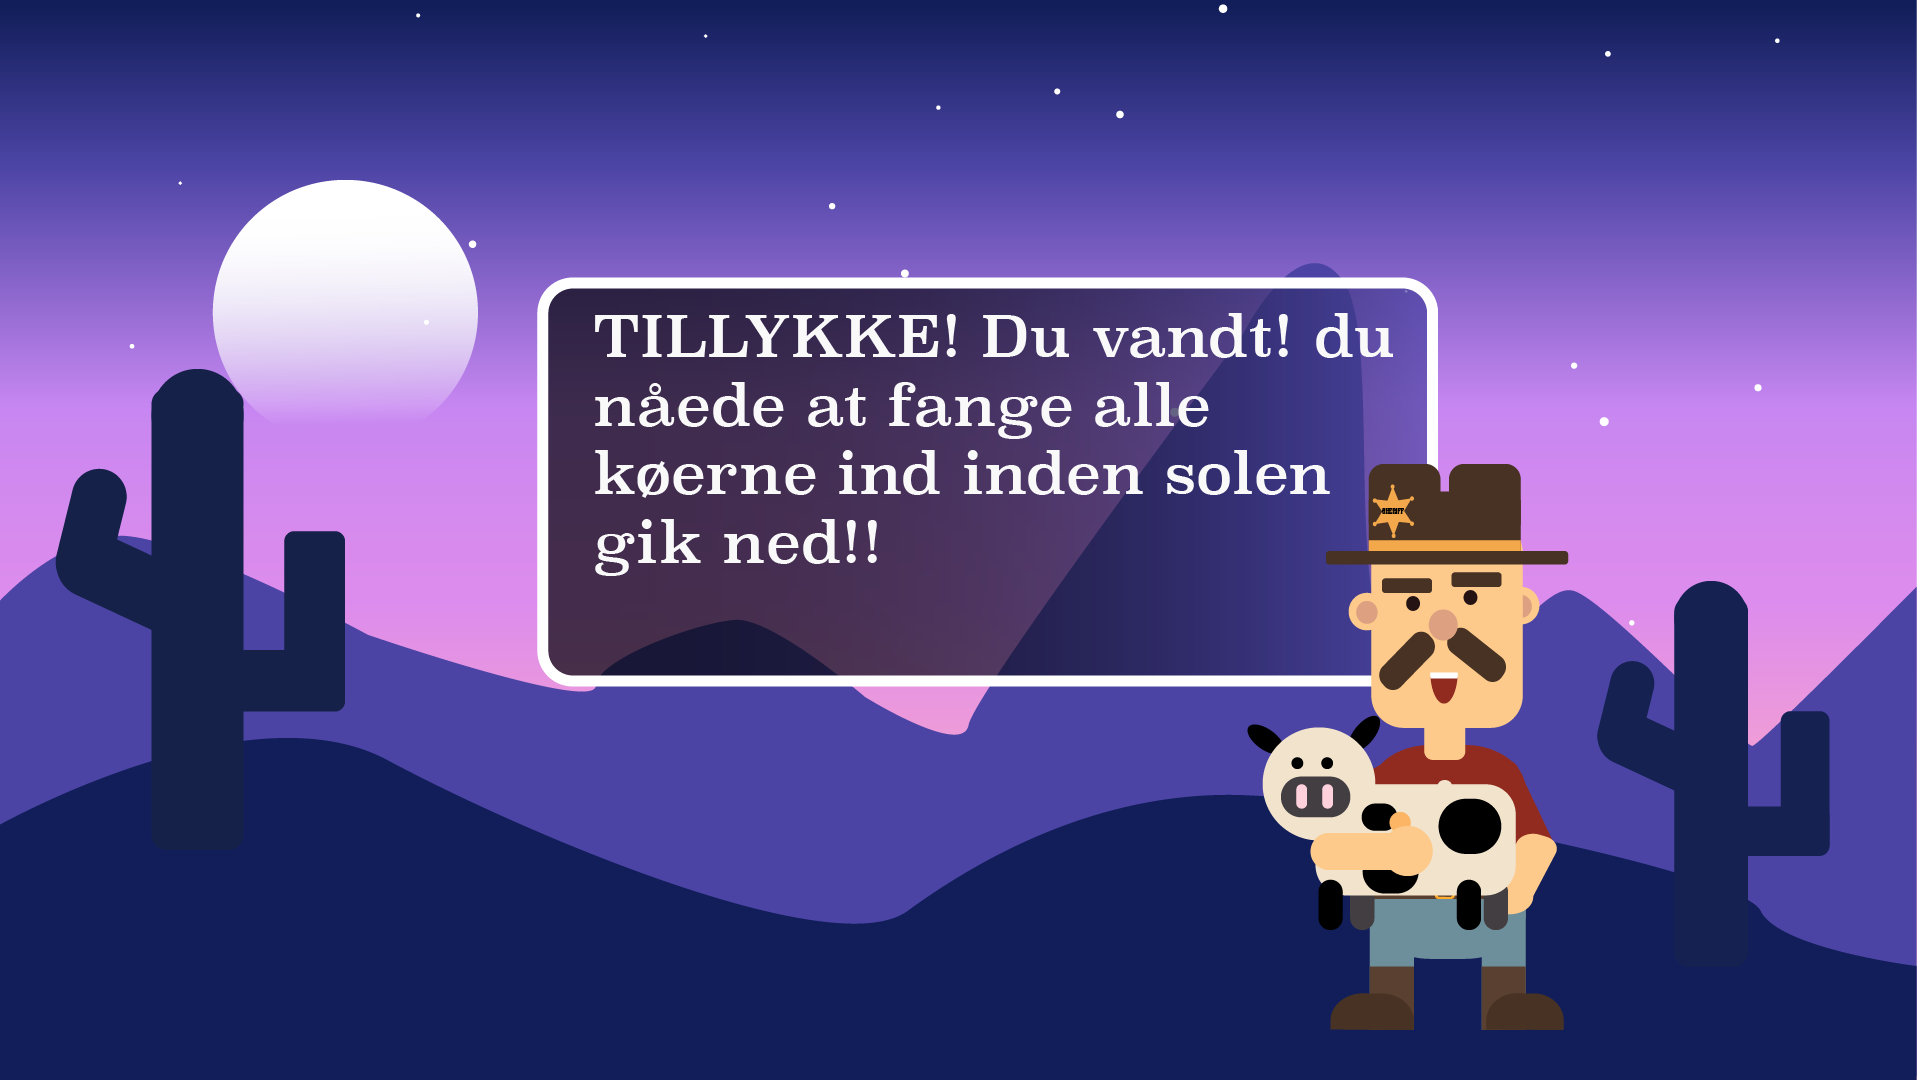 TILLYKKE! Du vandt! du
nåede at fange alle
køerne ind inden solen
gik ned!!